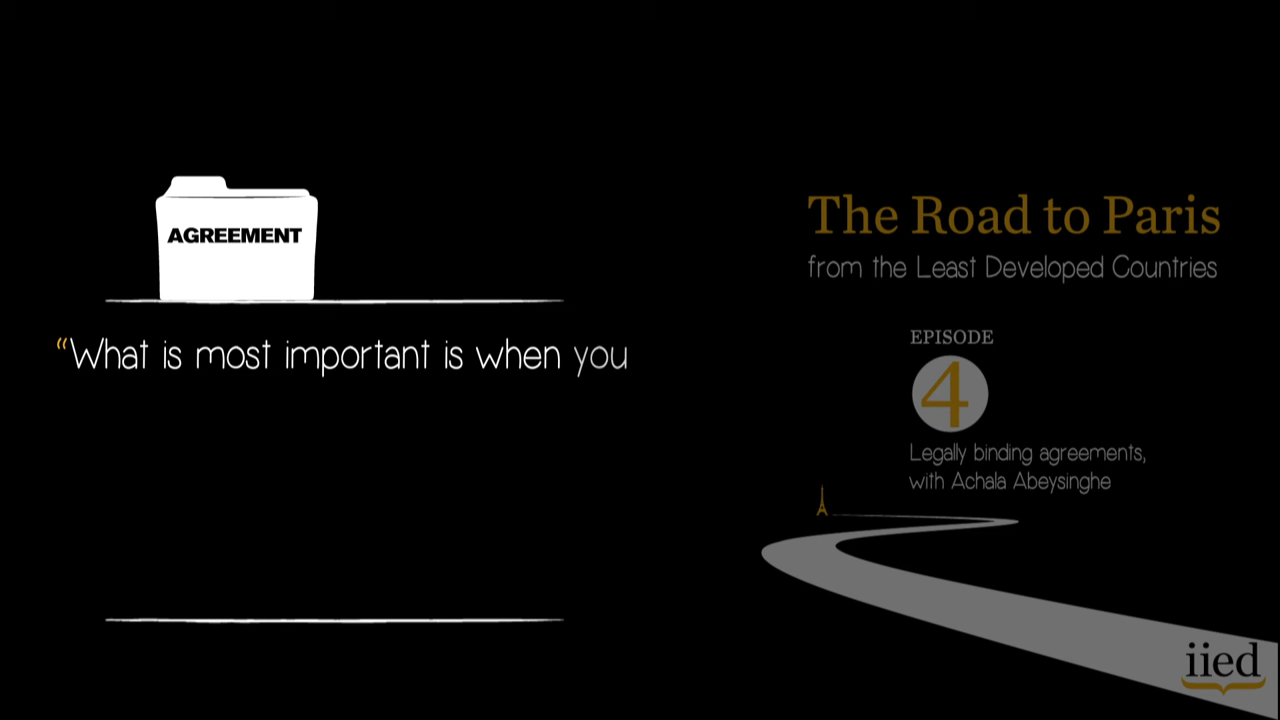 AGREEMENT
“What is most important is when you
The Road to Paris
from the Least Developed Countries
EPISODE
4
Legally binding agreements,
with Achala Abeysinghe
iied